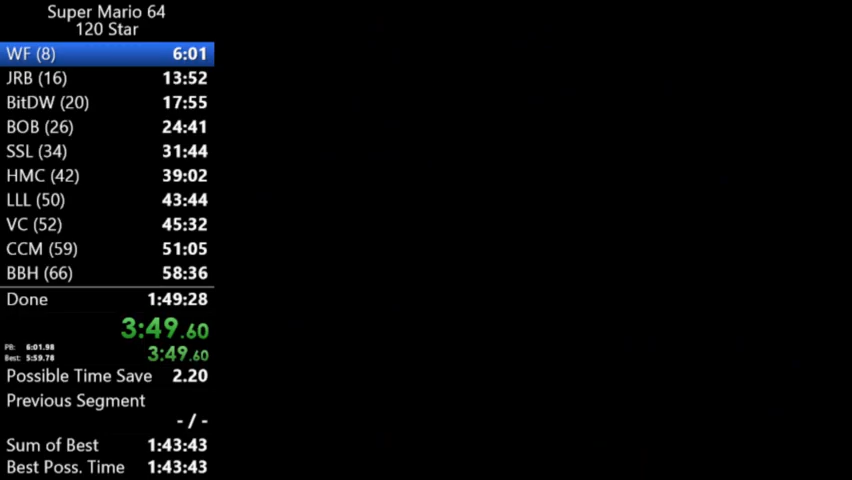 Super Mario 64
120 Star
WF (8) 6:01
JRB (16) 13:52
BitDW (20) 17:55
BOB (26) 24:41
SSL (34) 31:44
HMC (42) 39:02
LLL (50) 43:44
VC (52) 45:32
CCM (59) 51:05
BBH (66) 58:36
Done 1:49:28
3:49.60
PB: 6:01.98
Best: 5:59.78 3:49.60
Possible Time Save 2.20
Previous Segment
- / -
Sum of Best 1:43:43
Best Poss. Time 1:43:43